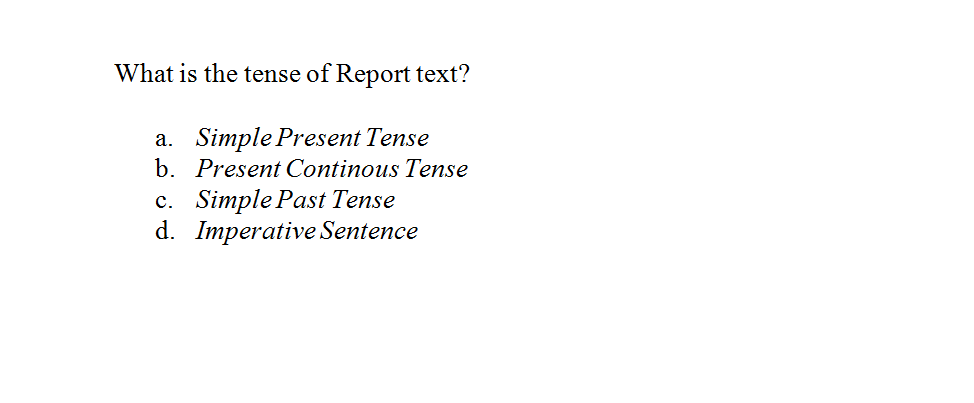 What is the tense of Report text?
a. Simple Present Tense
b. Present Continous Tense
c. Simple Past Tense
d. Imperative Sentence